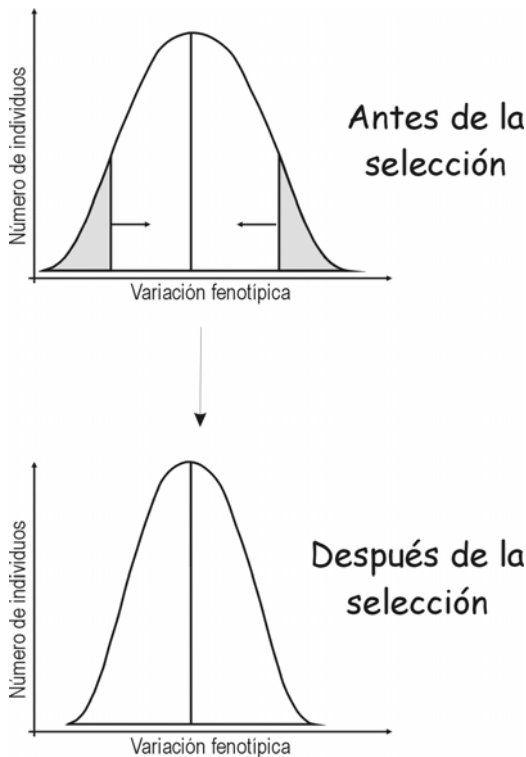 Número de individuos
Antes de la
selección
Variación fenotípica
Número de individuos
Después de la
selección
Variación fenotípica